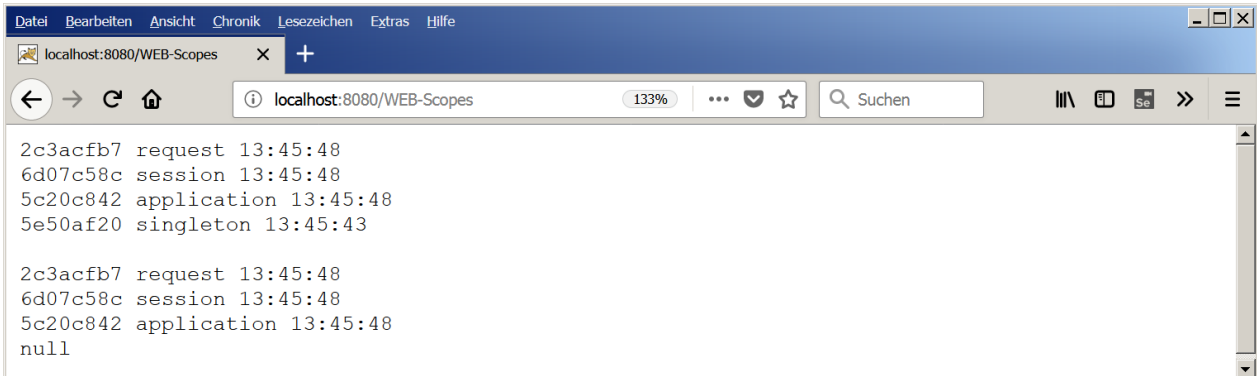 Datei Bearbeiten Ansicht Chronik Lesezeichen Extras Hilfe
localhost:8080/WEB-Scopes
localhost:8080/WEB-Scopes 133% Suchen Se
2c3acfb7 request 13:45:48
6d07c58c session 13:45:48
5c20c842 application 13:45:48
5e50af20 singleton 13:45:43
2c3acfb7 request 13:45:48
6d07c58c session 13:45:48
5c20c842 application 13:45:48
null